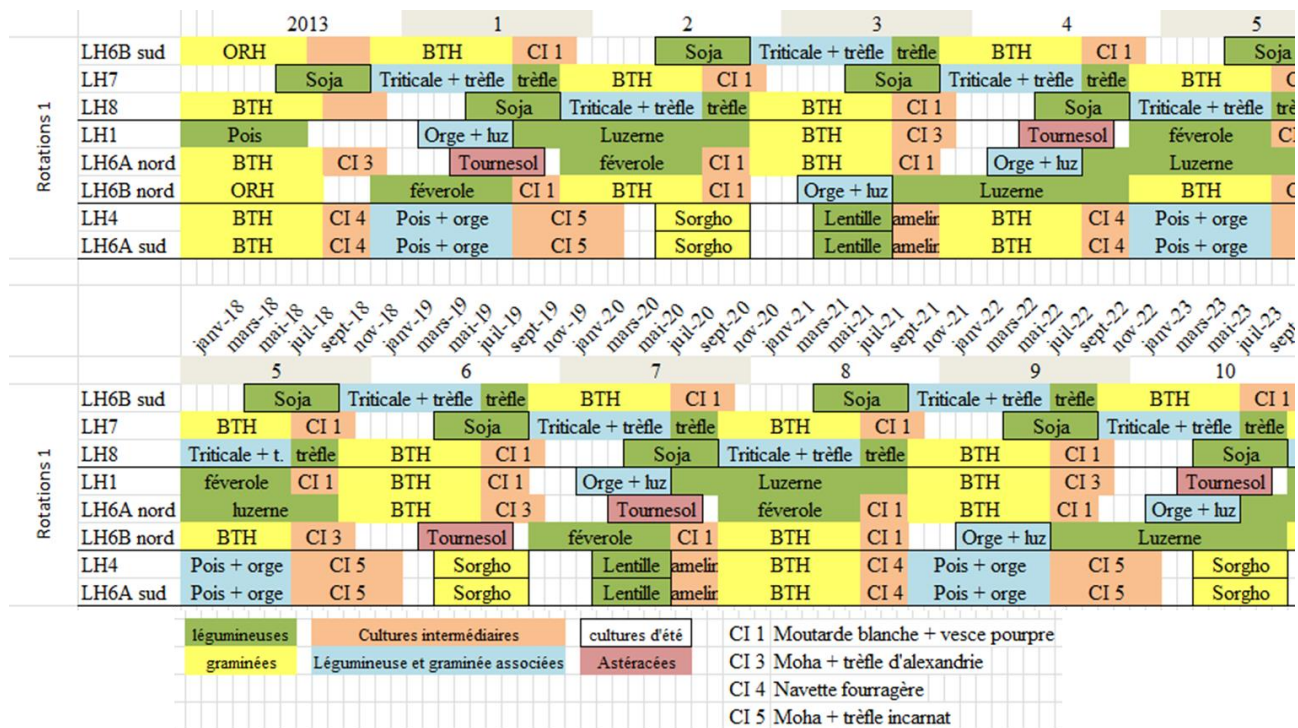 2013 1 2 3 4 5
Rotations 1
LH6B sud ORH BTH CI 1 Soja Triticale + trèfle trèfle BTH CI 1 Soja
LH7 Soja Triticale + trèfle trèfle BTH CI 1 Soja Triticale + trèfle trèfle BTH C
LH8 BTH Soja Triticale + trèfle trèfle BTH CI 1 Soja Triticale + trèfle trè
LH1 Pois Orge + luz Luzerne BTH CI 3 Tournesol féverole CI
LH6A nord BTH CI 3 Tournesol féverole CI 1 BTH CI 1 Orge + luz Luzerne
LH6B nord ORH féverole CI 1 BTH CI 1 Orge + luz Luzerne BTH C
LH4 BTH CI 4 Pois + orge CI 5 Sorgho Lentille amelin BTH CI 4 Pois + orge
LH6A sud BTH CI 4 Pois + orge CI 5 Sorgho Lentille amelin BTH CI 4 Pois + orge
janv-18 mars-18 mai-18 juil-18 sept-18 nov-18 janv-19 mars-19 mai-19 juil-19 sept-19 nov-19 janv-20 mars-20 mai-20 juil-20 sept-20 nov-20 janv-21 mars-21 mai-21 juil-21 sept-21 nov-21 janv-22 mars-22 mai-22 juil-22 sept-22 nov-22 janv-23 mars-23 mai-23 juil-23 sept
5 6 7 8 9 10
Rotations 1
LH6B sud Soja Triticale + trèfle trèfle BTH CI 1 Soja Triticale + trèfle trèfle BTH CI 1
LH7 BTH CI 1 Soja Triticale + trèfle trèfle BTH CI 1 Soja Triticale + trèfle trèfle
LH8 Triticale + t. trèfle BTH CI 1 Soja Triticale + trèfle trèfle BTH CI 1 Soja
LH1 féverole CI 1 BTH CI 1 Orge + luz Luzerne BTH CI 3 Tournesol
LH6A nord luzerne BTH CI 3 Tournesol féverole CI 1 BTH CI 1 Orge + luz
LH6B nord BTH CI 3 Tournesol féverole CI 1 BTH CI 1 Orge + luz Luzerne
LH4 Pois + orge CI 5 Sorgho Lentille amelin BTH CI 4 Pois + orge CI 5 Sorgho
LH6A sud Pois + orge CI 5 Sorgho Lentille amelin BTH CI 4 Pois + orge CI 5 Sorgho
légumineuses Cultures intermédiaires cultures d'été CI 1 Moutarde blanche + vesce pourpre
graminées Légumineuse et graminée associées Astéracées CI 3 Moha + trèfle d'alexandrie
CI 4 Navette fourragère
CI 5 Moha + trèfle incarnat